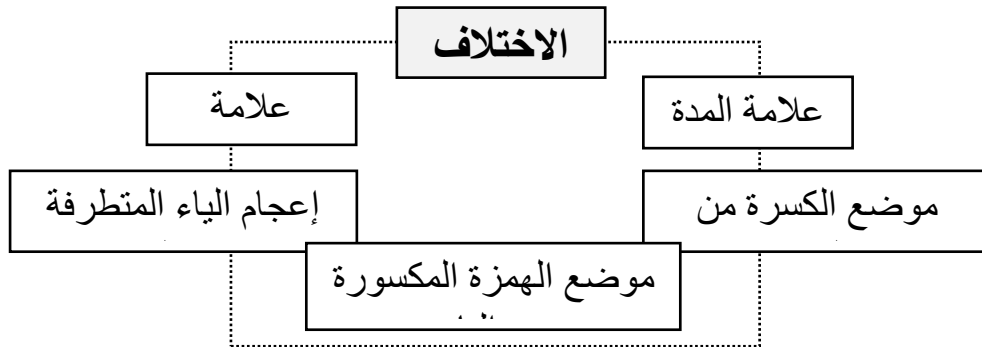 الاختلاف
علامة المدة
علامة
موضع الكسرة من
إعجام الياء المتطرفة
موضع الهمزة المكسورة